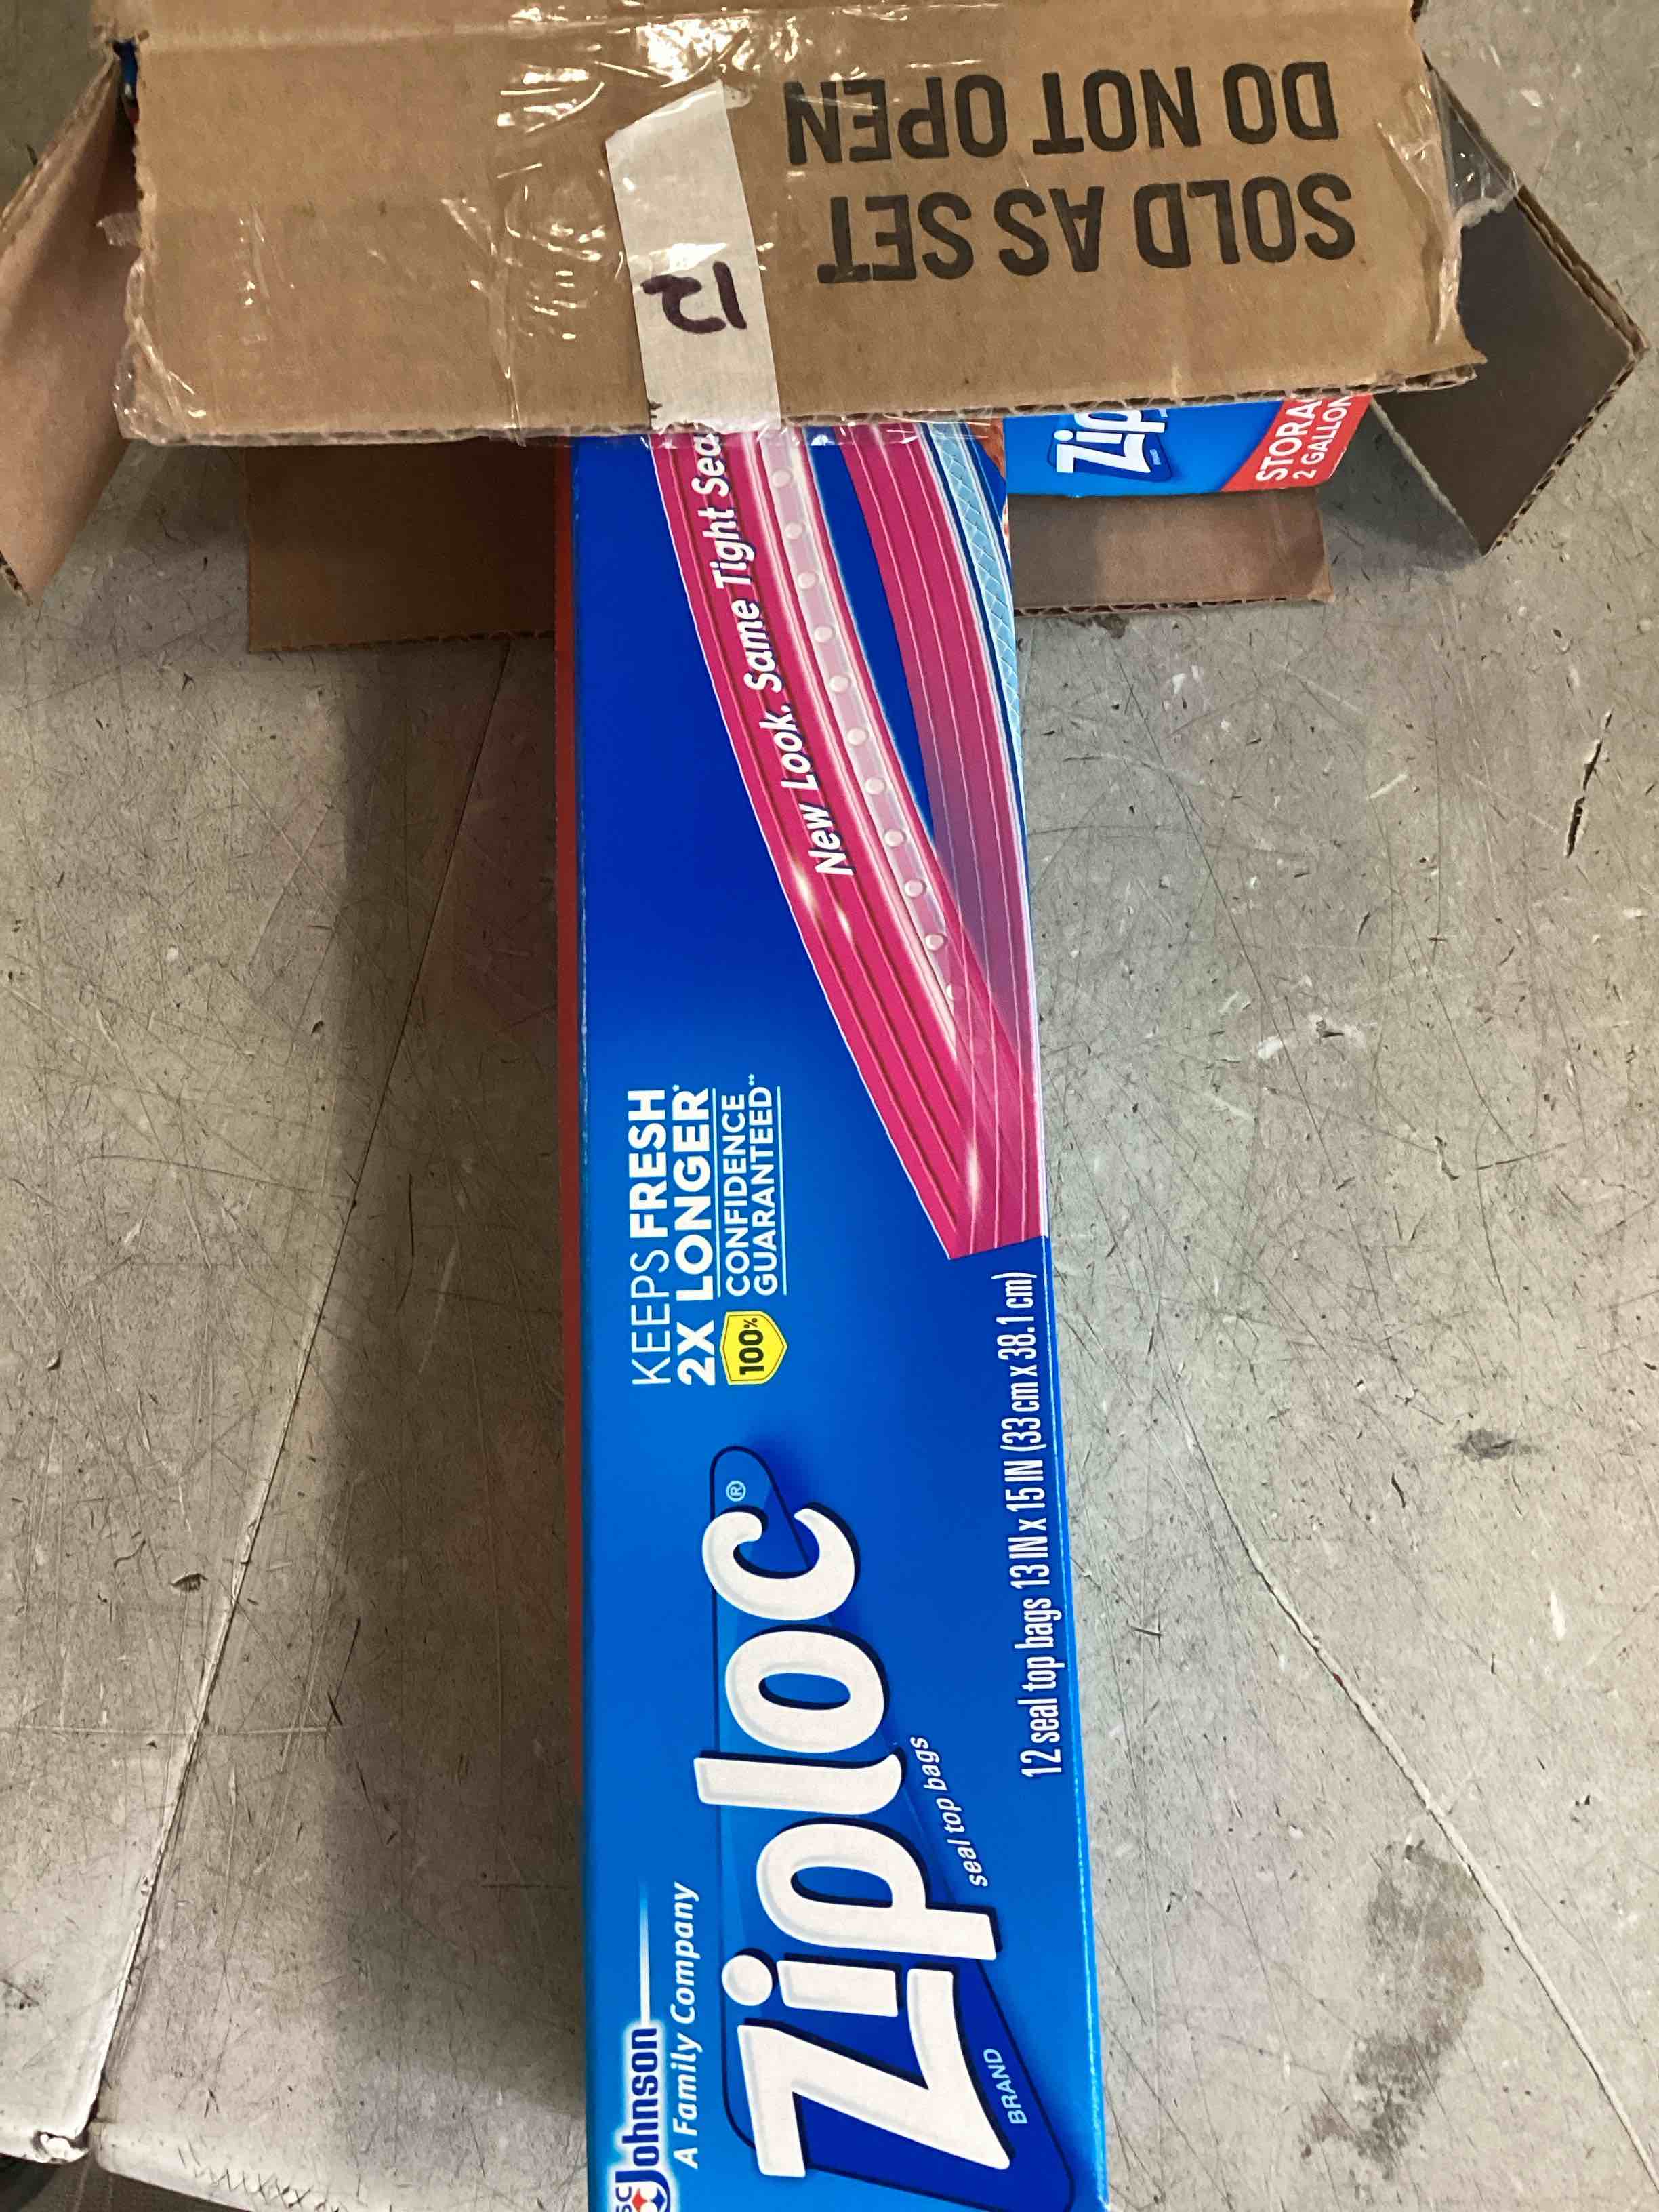 SOLD AS SET
DO NOT OPEN
Zip
STORA
2 GALLON
New Look. Same Tight Sea
KEEPS FRESH
2X LONGER*
100%
CONFIDENCE
GUARANTEED**
SC Johnson
A Family Company
Ziploc®
BRAND
seal top bags
12 seal top bags 13 IN x 15 IN (33 cm x 38.1 cm)